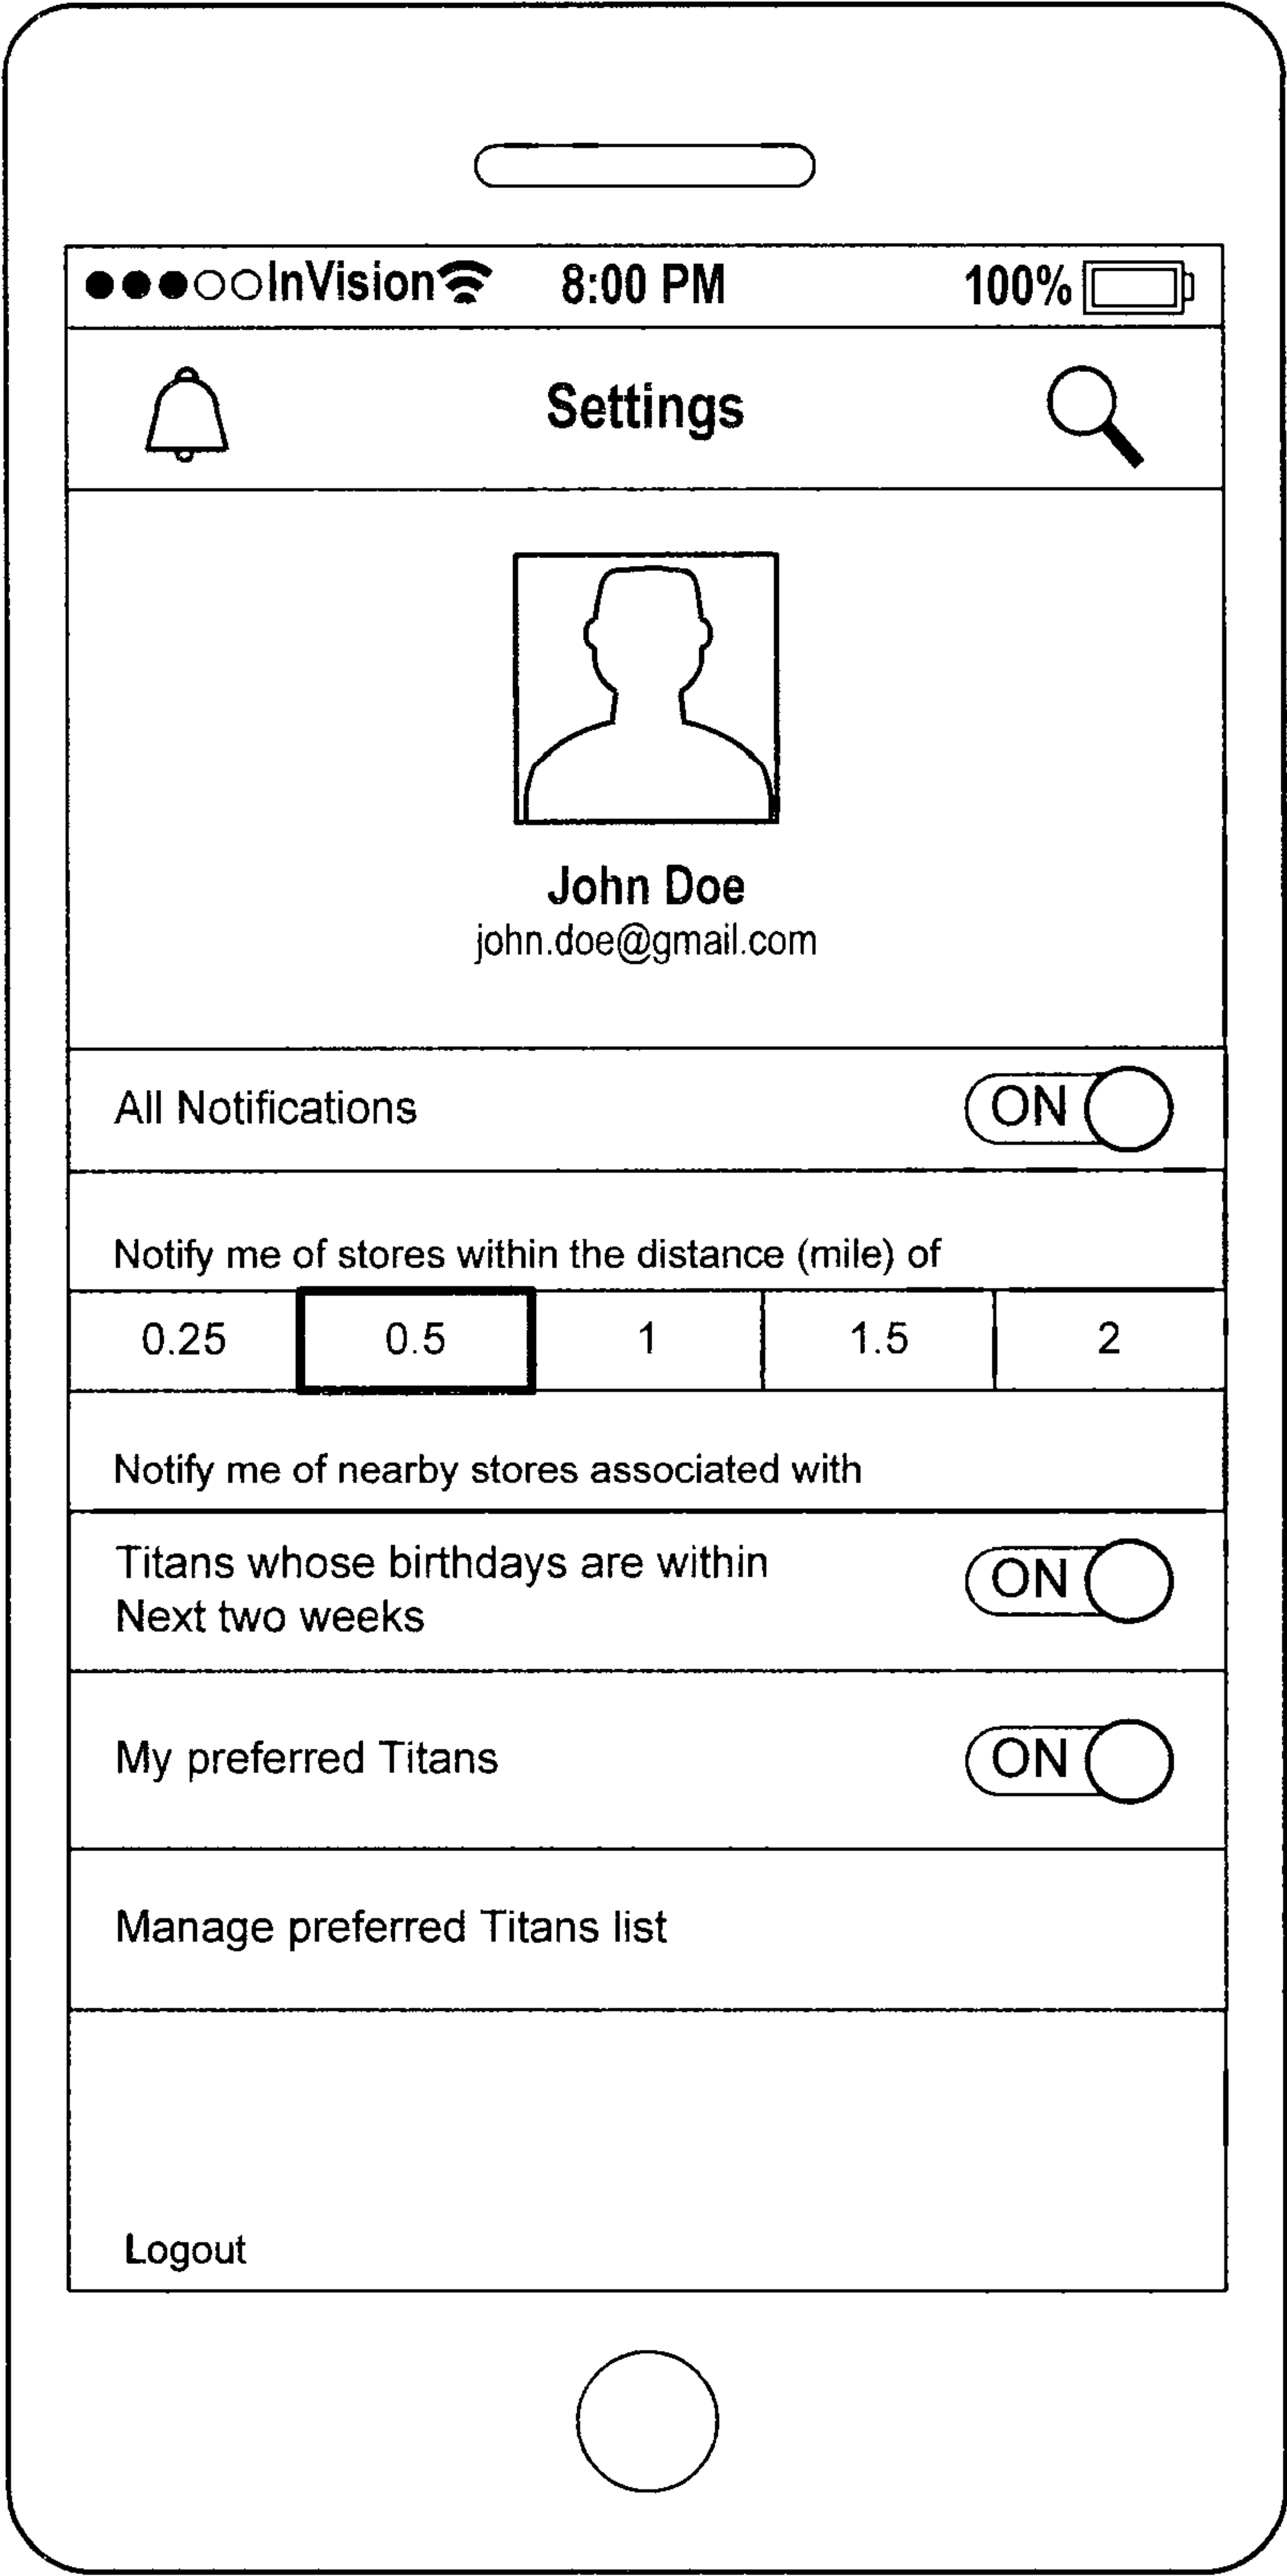 InVision 8:00 PM 100%
Settings
John Doe
john.doe@gmail.com
All Notifications ON
Notify me of stores within the distance (mile) of
0.25 0.5 1 1.5 2
Notify me of nearby stores associated with
Titans whose birthdays are within
Next two weeks ON
My preferred Titans ON
Manage preferred Titans list
Logout